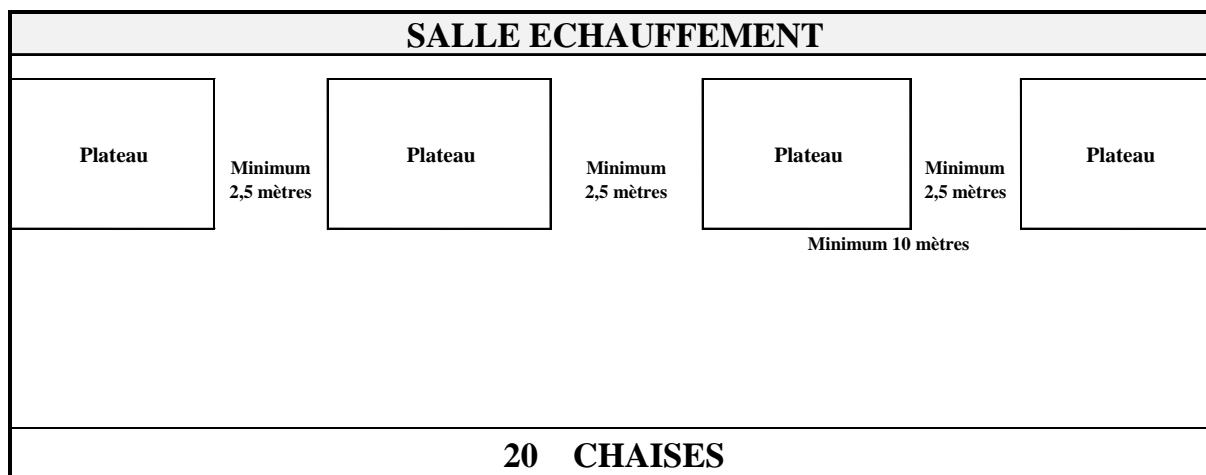 SALLE ECHAUFFEMENT
Plateau
Minimum
2,5 mètres
Plateau
Minimum
2,5 mètres
Plateau
Minimum
2,5 mètres
Plateau
Minimum 10 mètres
20 CHAISES